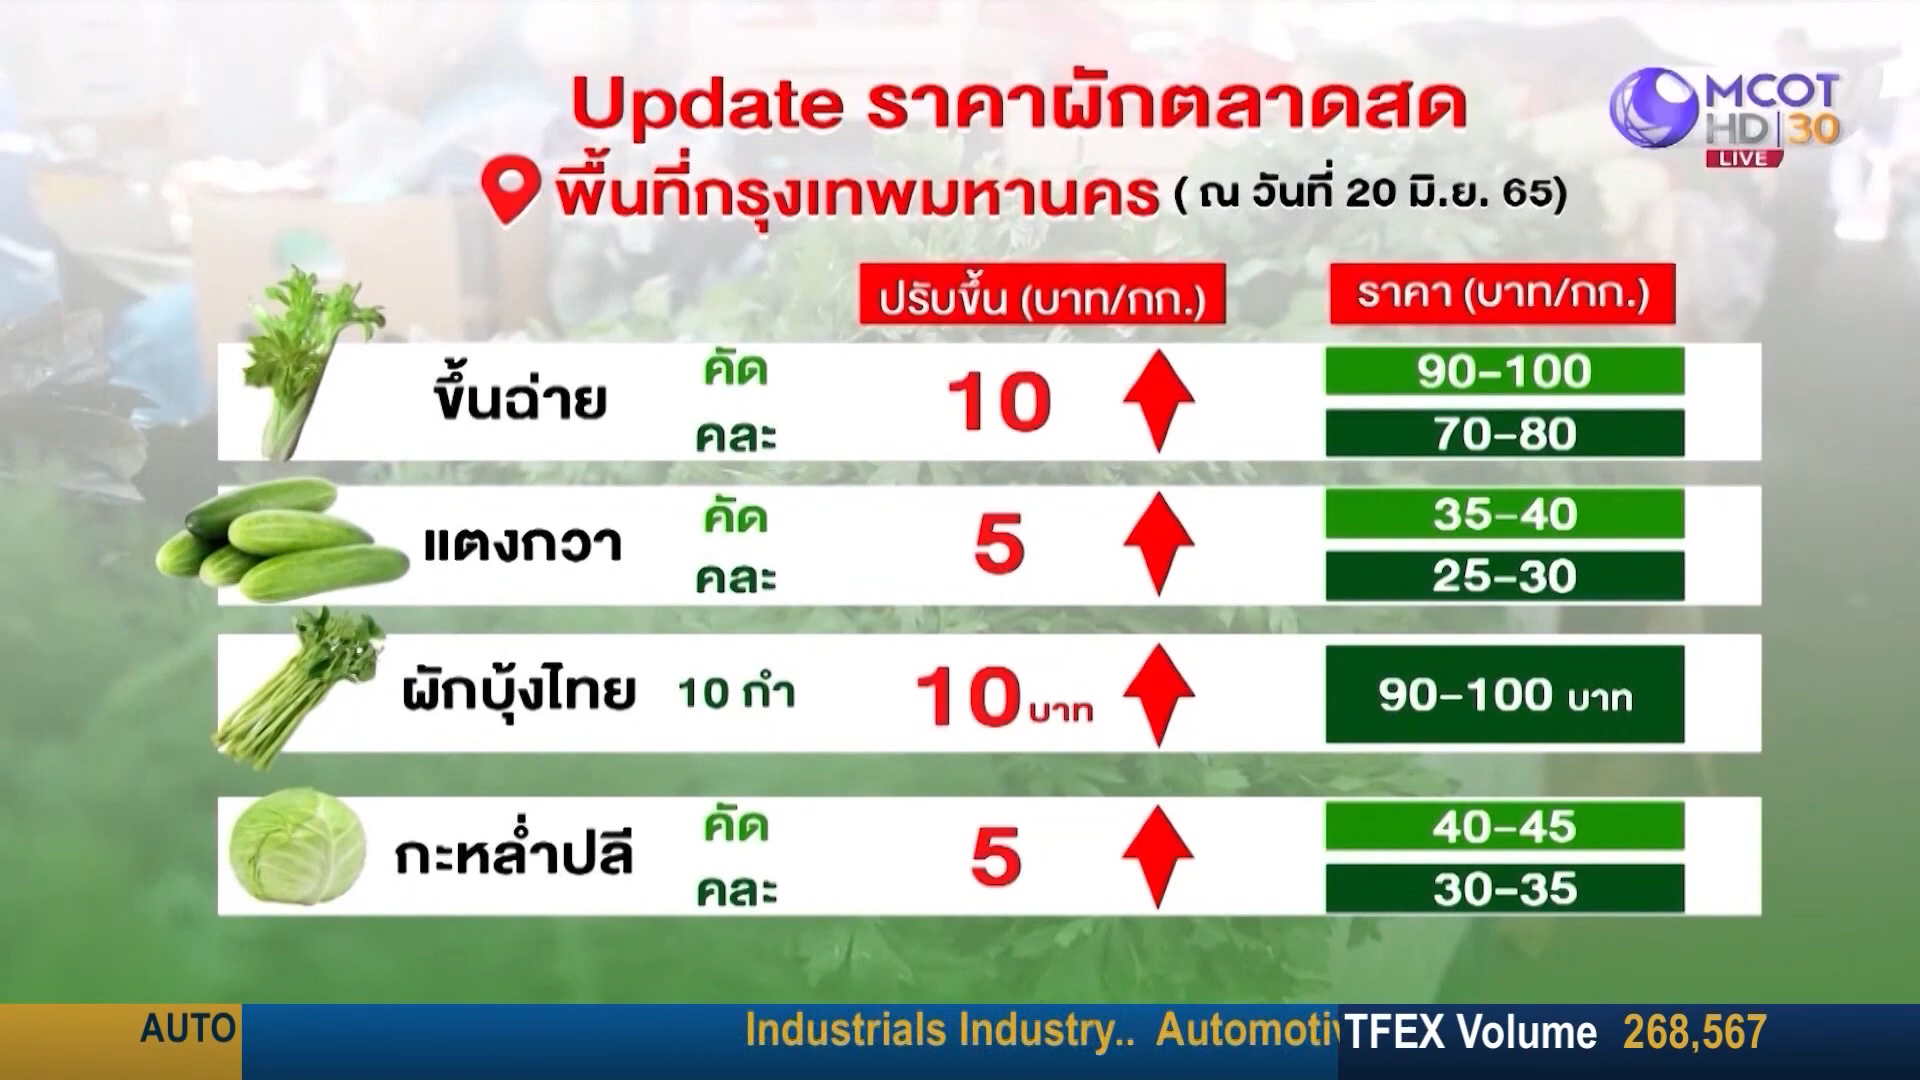 Update ราคาผักตลาดสด
MCOT
HD 30
LIVE
พื้นที่กรุงเทพมหานคร ( ณ วันที่ 20 มิ.ย. 65)
ปรับขึ้น (บาท/กก.) ราคา (บาท/กก.)
ขึ้นฉ่าย คัด 10 90-100
คละ 70-80
แตงกวา คัด 5 35-40
คละ 25-30
ผักบุ้งไทย 10 กำ 10 บาท 90-100 บาท
กะหล่ำปลี คัด 5 40-45
คละ 30-35
AUTO Industrials Industry.. Automotiv TFEX Volume 268,567